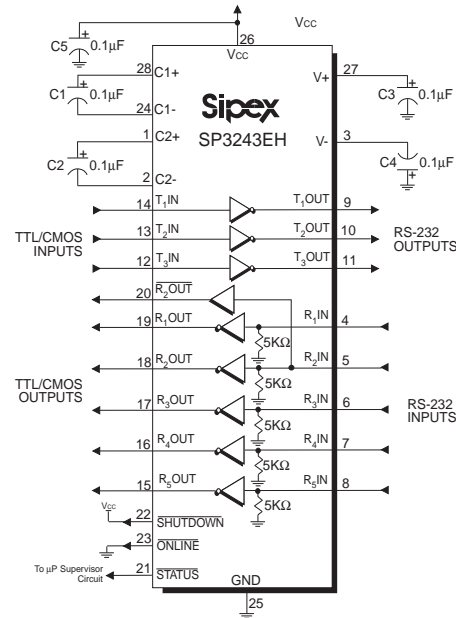 VCC
C5 + 0.1µF
26
VCC
28 C1+
C1 + 0.1µF
24 C1-
1 C2+
C2 + 0.1µF
2 C2-
Sipex
SP3243EH
V+ 27
C3 + 0.1µF
V- 3
C4 0.1µF +
14 T1IN T1OUT 9
TTL/CMOS INPUTS 13 T2IN T2OUT 10 RS-232 OUTPUTS
12 T3IN T3OUT 11
20 R2OUT
19 R1OUT R1IN 4
5KΩ
18 R2OUT R2IN 5
5KΩ
TTL/CMOS OUTPUTS
17 R3OUT R3IN 6
RS-232 INPUTS
5KΩ
16 R4OUT R4IN 7
5KΩ
15 R5OUT R5IN 8
5KΩ
VCC
22 SHUTDOWN
23 ONLINE
To µP Supervisor Circuit
21 STATUS
GND
25